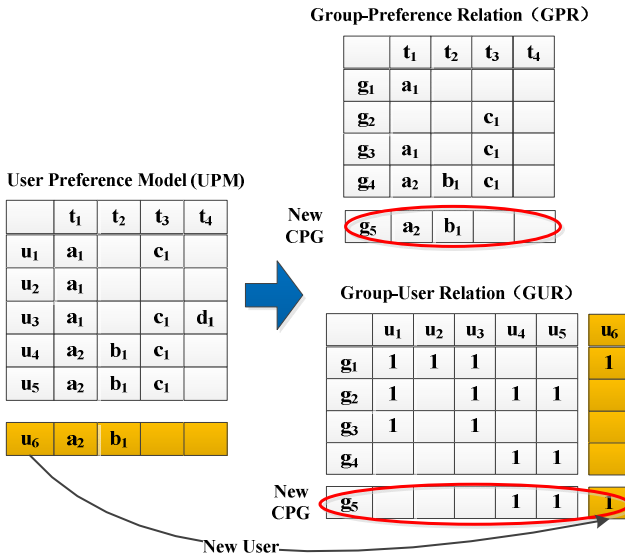 Group-Preference Relation（GPR）
t1 t2 t3 t4
g1 a1
g2 c1
g3 a1 c1
g4 a2 b1 c1
New CPG
g5 a2 b1
User Preference Model (UPM)
t1 t2 t3 t4
u1 a1 c1
u2 a1
u3 a1 c1 d1
u4 a2 b1 c1
u5 a2 b1 c1
u6 a2 b1
Group-User Relation（GUR）
u1 u2 u3 u4 u5 u6
g1 1 1 1 1
g2 1 1 1 1
g3 1 1
g4 1 1
New CPG
g5 1 1 1
New User